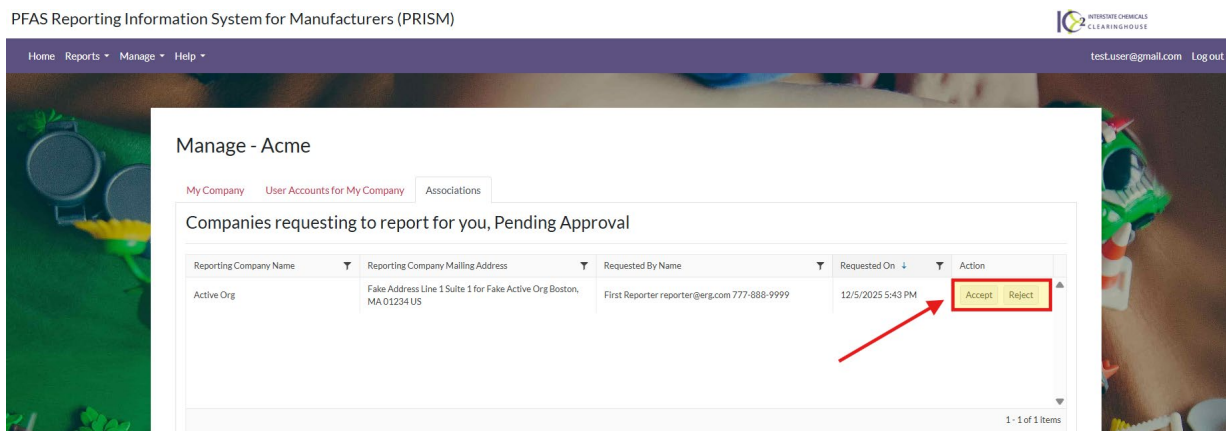 PFAS Reporting Information System for Manufacturers (PRISM)
IC2 INTERSTATE CHEMICALS
CLEARINGHOUSE
Home Reports Manage Help test.user@gmail.com Log out
Manage - Acme
My Company User Accounts for My Company Associations
Companies requesting to report for you, Pending Approval
Reporting Company Name Reporting Company Mailing Address Requested By Name Requested On ↓ Action
Active Org Fake Address Line 1 Suite 1 for Fake Active Org Boston, First Reporter reporter@erg.com 777-888-9999 12/5/2025 5:43 PM Accept Reject
MA 01234 US
1 - 1 of 1 items